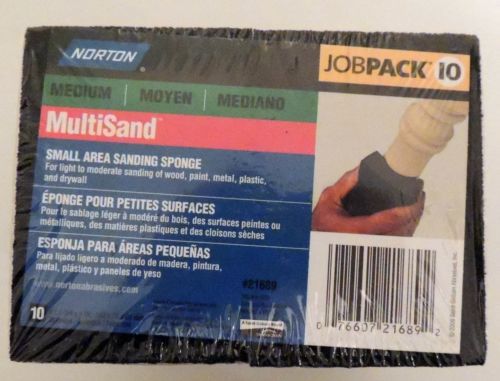 NORTON
JOBPACK™ 10
MEDIUM | MOYEN | MEDIANO
MultiSand™
SMALL AREA SANDING SPONGE
For light to moderate sanding of wood, paint, metal, plastic,
and drywall
ÉPONGE POUR PETITES SURFACES
Pour le sablage léger à modéré du bois, des surfaces peintes ou
métalliques, des matières plastiques et des cloisons sèches
ESPONJA PARA ÁREAS PEQUEÑAS
Para lijado ligero a moderado de madera, pintura,
metal, plástico y paneles de yeso
www.nortonabrasives.com
#21689
10
0 76607 21689 2